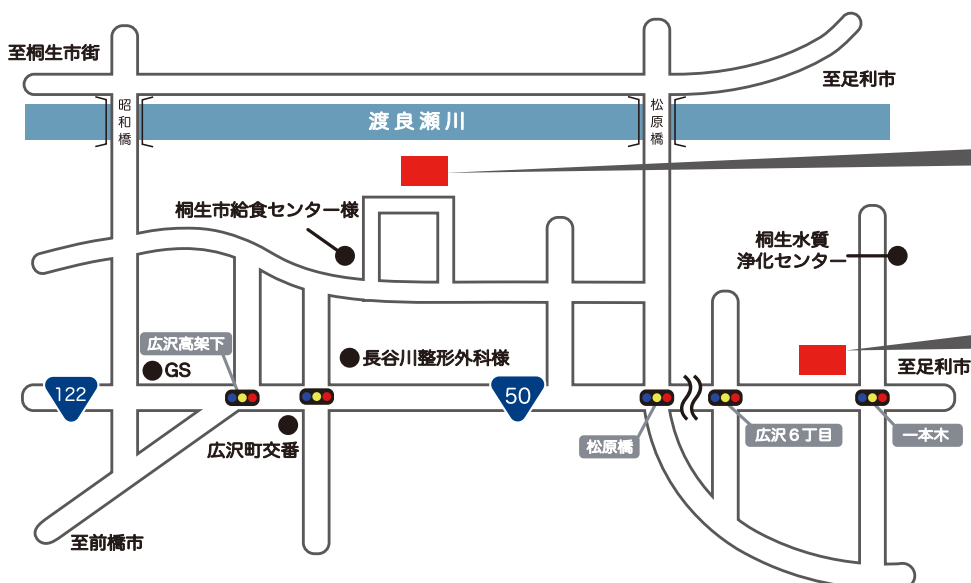 至桐生市街
至足利市
昭和橋
渡良瀬川
松原橋
桐生市給食センター様
桐生水質
浄化センター
広沢高架下
GS
長谷川整形外科様
至足利市
122
50
広沢町交番
松原橋
広沢6丁目
一本木
至前橋市